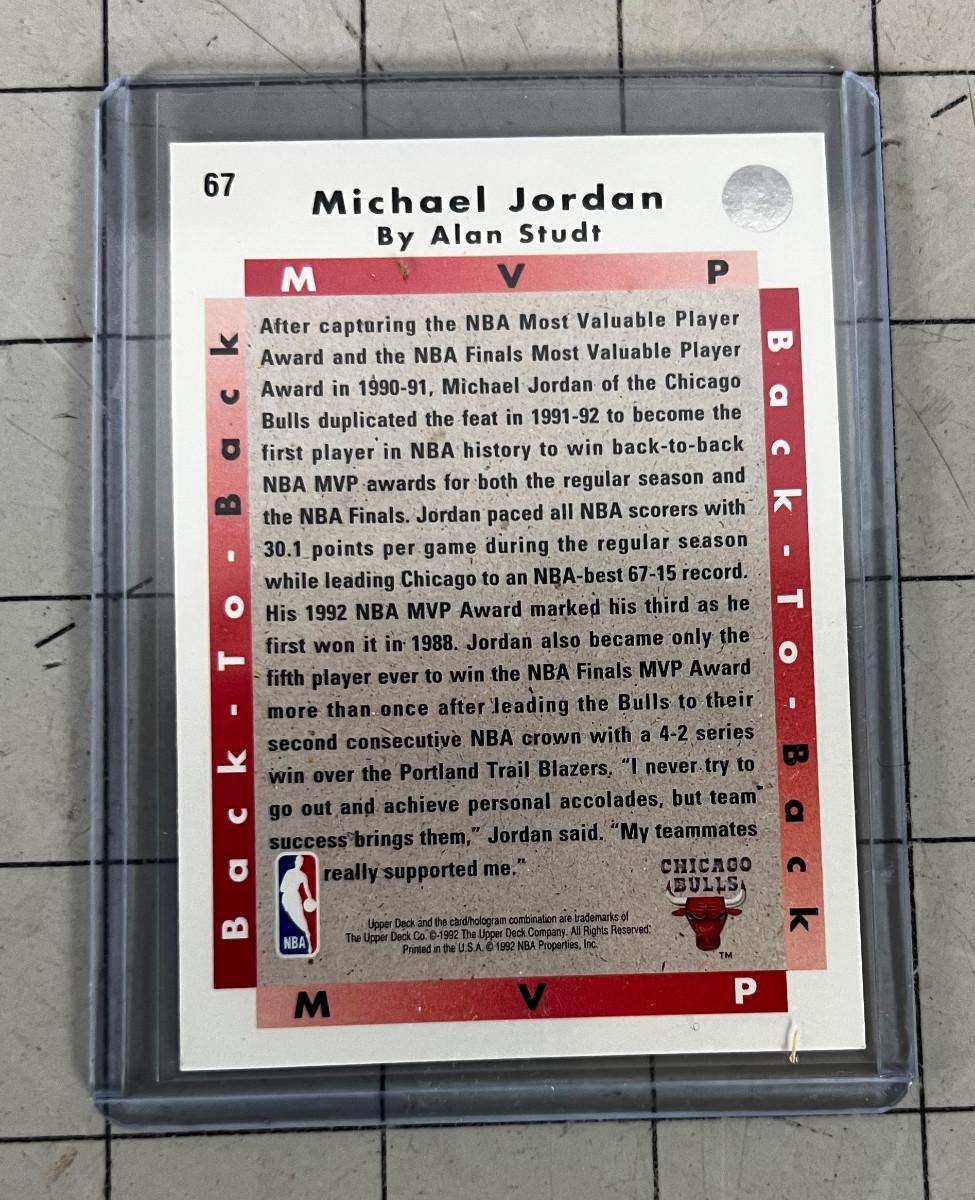 67
Michael Jordan
By Alan Studt
M V P
Back-To-Back
Back-To-Back
After capturing the NBA Most Valuable Player
Award and the NBA Finals Most Valuable Player
Award in 1990-91, Michael Jordan of the Chicago
Bulls duplicated the feat in 1991-92 to become the
first player in NBA history to win back-to-back
NBA MVP awards for both the regular season and
the NBA Finals. Jordan paced all NBA scorers with
30.1 points per game during the regular season
while leading Chicago to an NBA-best 67-15 record.
His 1992 NBA MVP Award marked his third as he
first won it in 1988. Jordan also became only the
fifth player ever to win the NBA Finals MVP Award
more than once after leading the Bulls to their
second consecutive NBA crown with a 4-2 series
win over the Portland Trail Blazers. “I never try to
go out and achieve personal accolades, but team
success brings them,” Jordan said. “My teammates
really supported me.”
CHICAGO
BULLS
TM
NBA
Upper Deck and the card/hologram combination are trademarks of
The Upper Deck Co. ©-1992 The Upper Deck Company. All Rights Reserved.
Printed in the U.S.A. © 1992 NBA Properties, Inc.
M V P